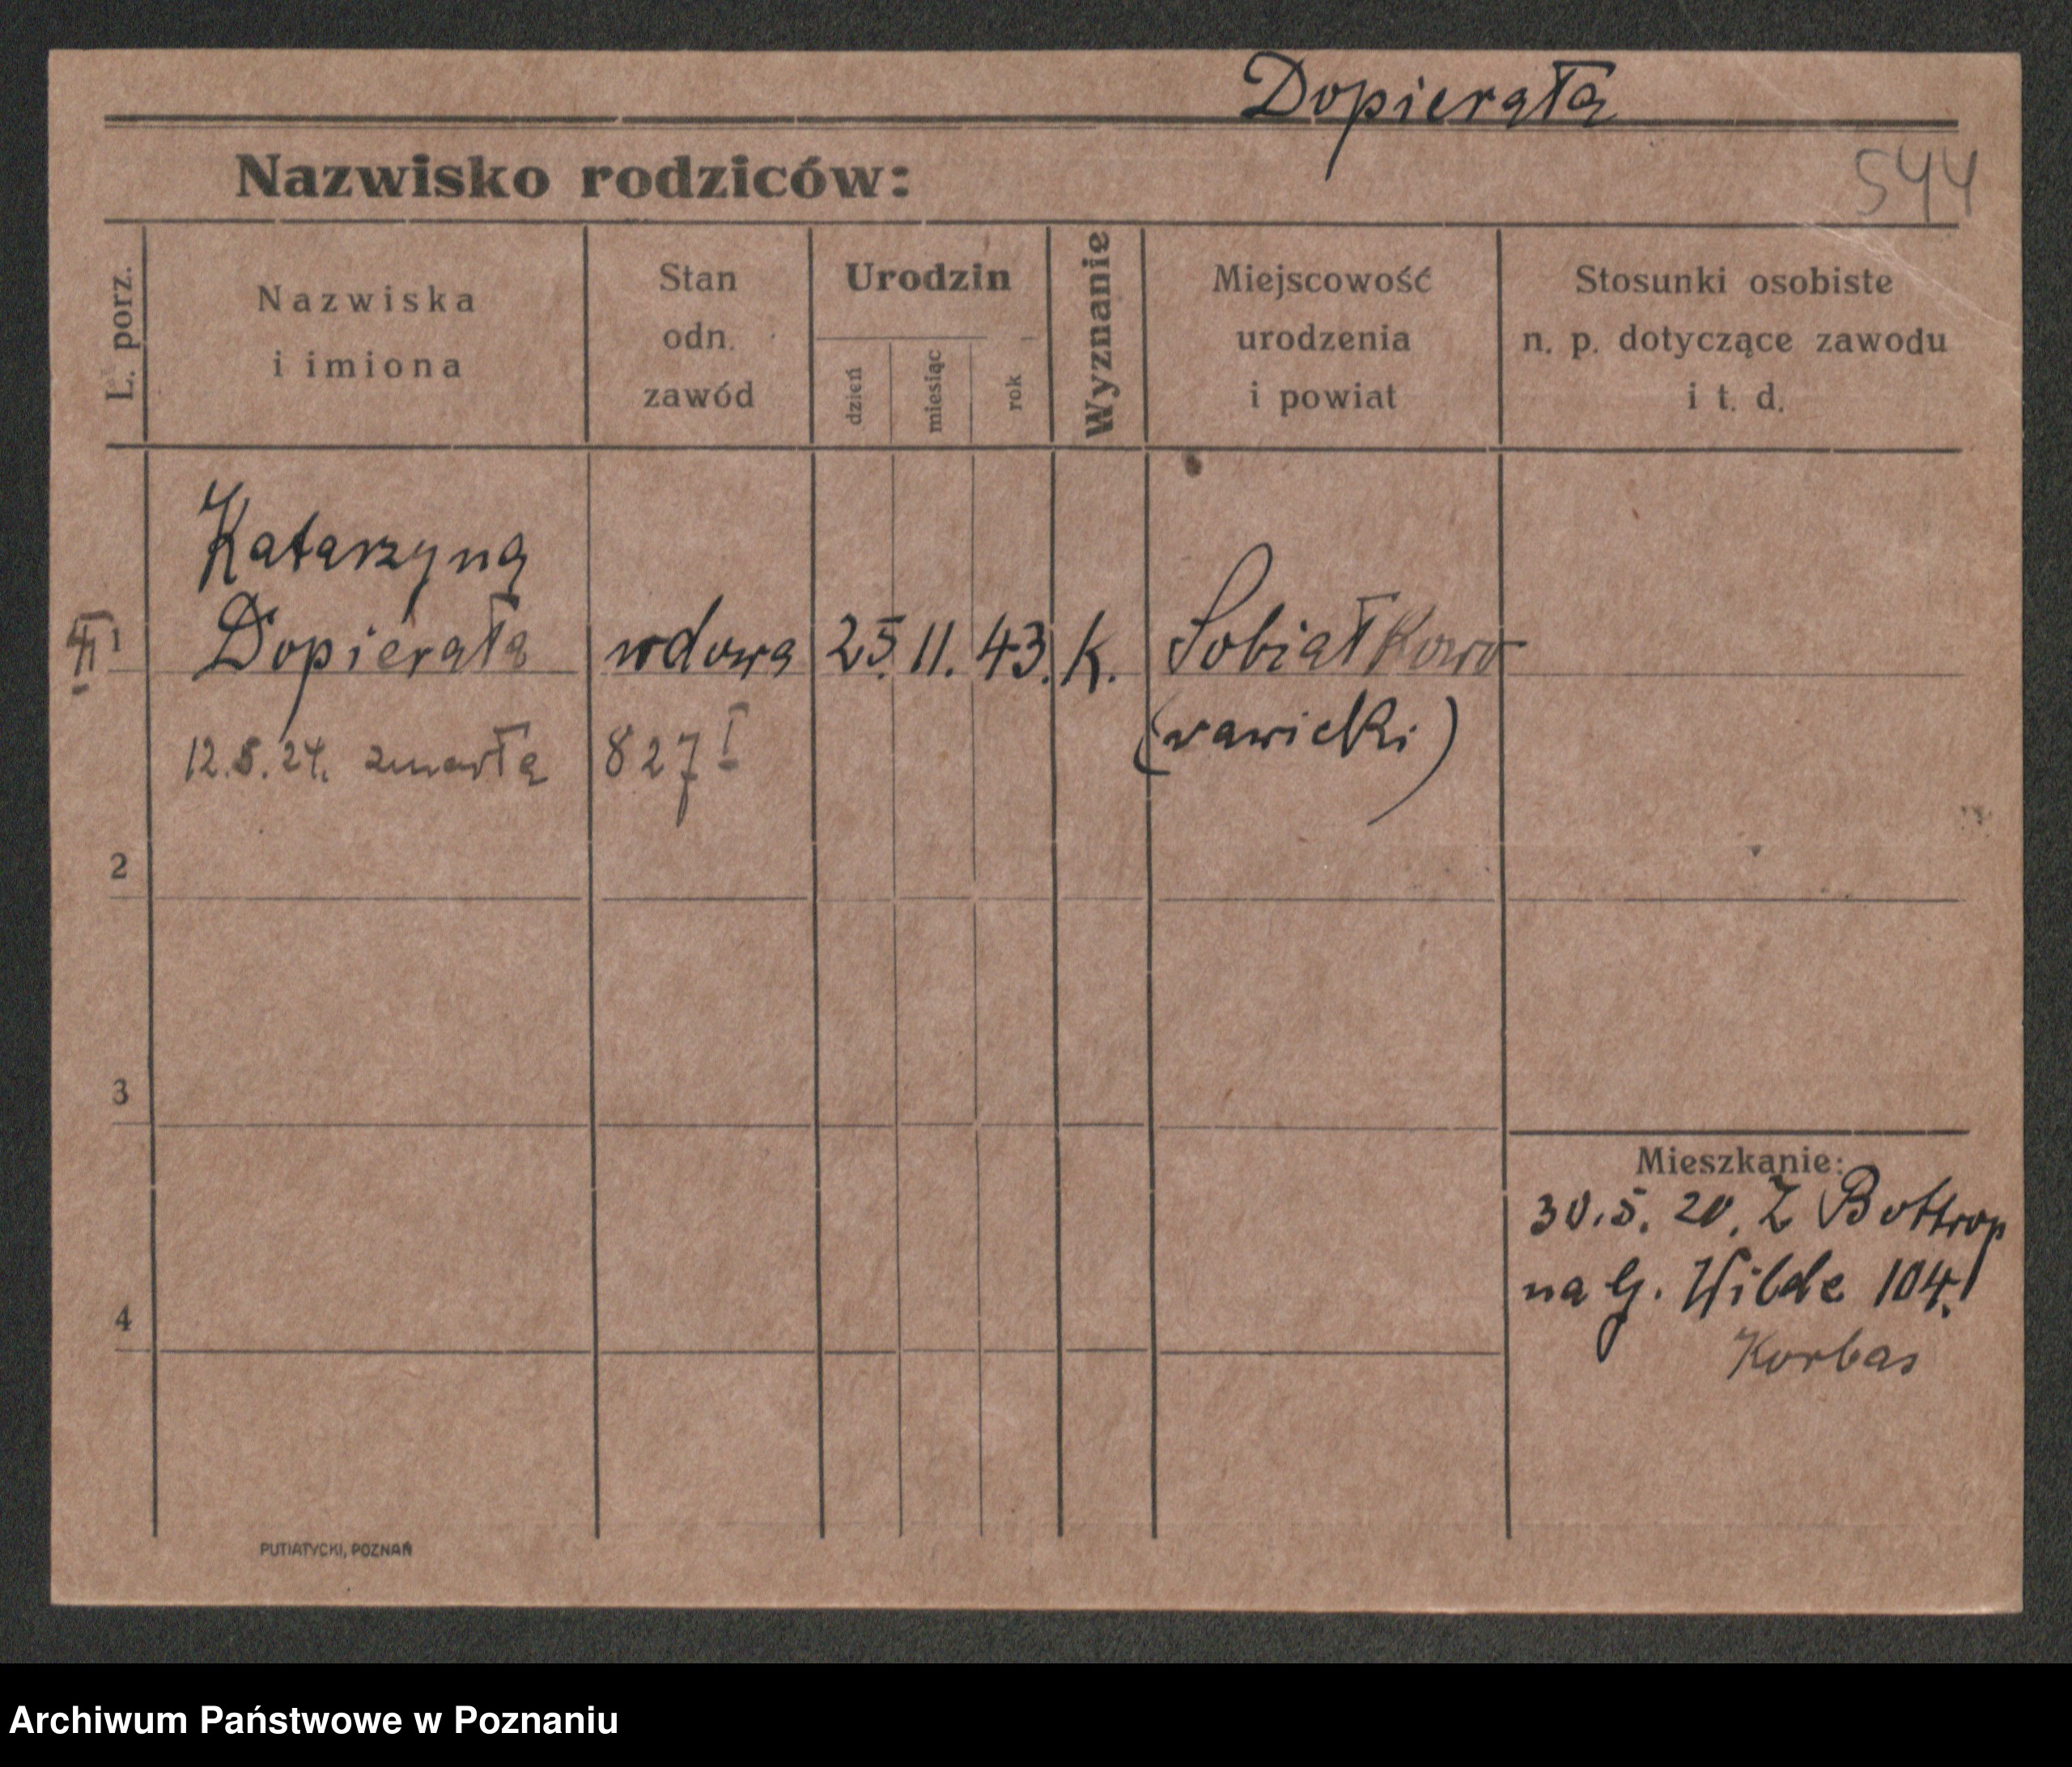 Dopierała
Nazwisko rodziców:
544
L. porz.
Nazwiska
i imiona
Stan
odn.
zawód
Urodzin
dzień
miesiąc
rok
Wyznanie
Miejscowość
urodzenia
i powiat
Stosunki osobiste
n. p. dotyczące zawodu
i t. d.
Katarzyna
1 Dopierała wdowa 25. 11. 43. K. Sobiałkowo
(rawicki)
12.5.24. zmarła 827 I
2
3
4
Mieszkanie:
30.5.20. Z Bottrop
na G. Wilde 104.
Korbas
PUTIATYCKI, POZNAŃ
Archiwum Państwowe w Poznaniu